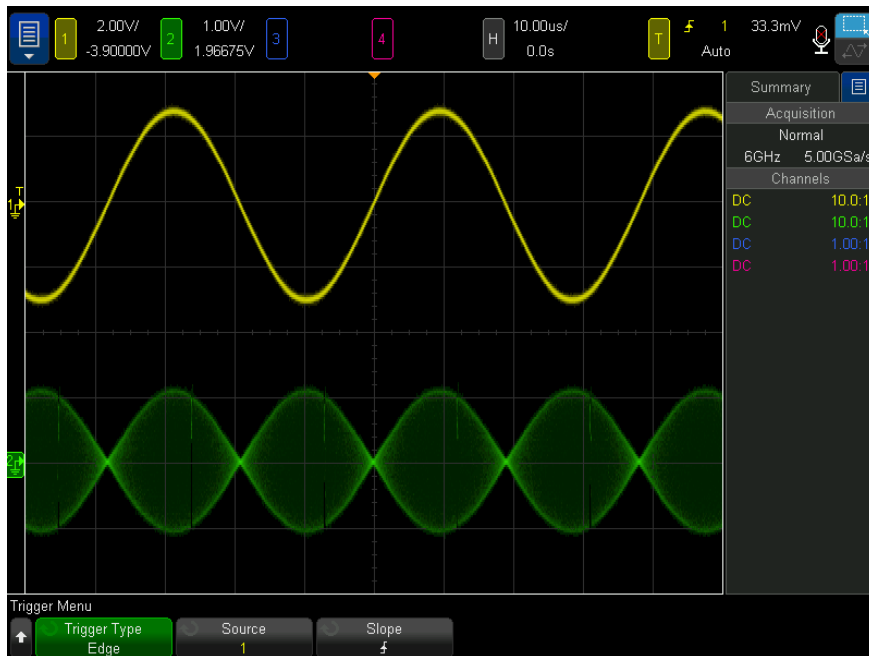 1 2.00V/ 2 1.00V/ 3 4 H 10.00us/ T 1 33.3mV
-3.90000V 1.96675V 0.0s Auto
Summary
Acquisition
Normal
6GHz 5.00GSa/s
Channels
DC 10.0:1
DC 10.0:1
DC 1.00:1
DC 1.00:1
T
1
2
Trigger Menu
Trigger Type Source Slope
Edge 1